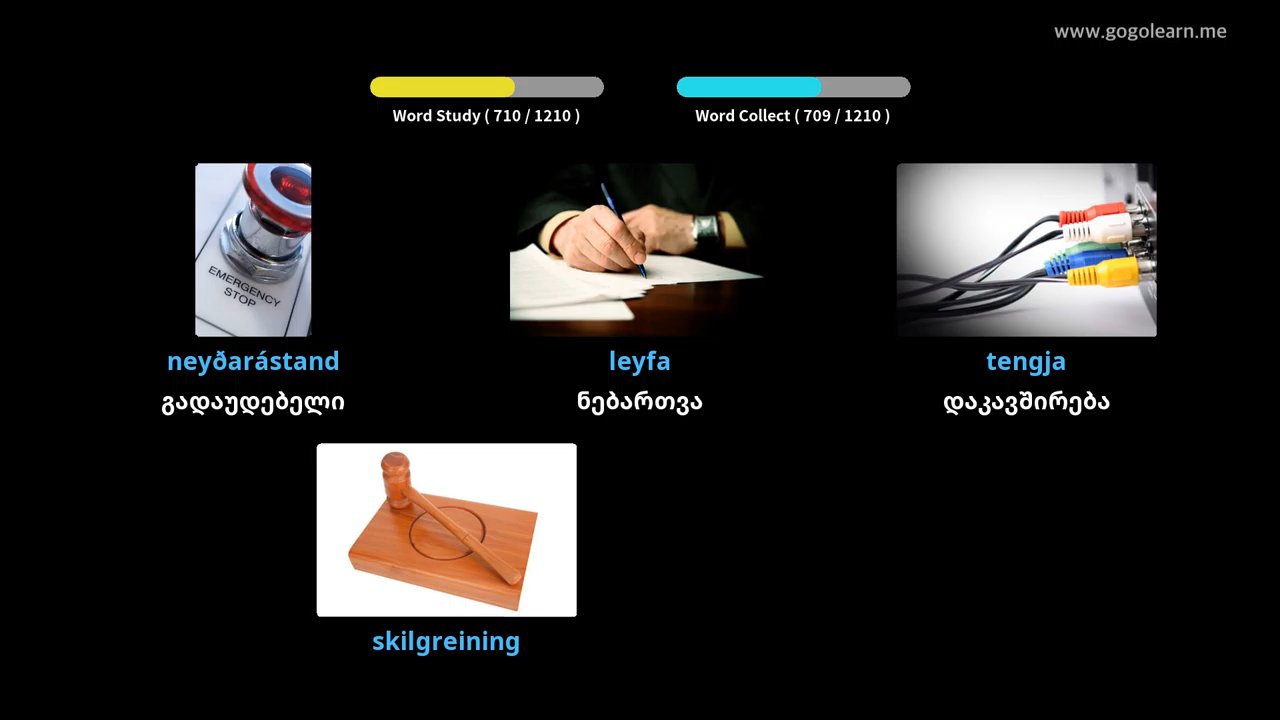 www.gogolearn.me
Word Study ( 710 / 1210 )
Word Collect ( 709 / 1210 )
EMERGENCY
STOP
neyðarástand
leyfa
tengja
გადაუდებელი
ნებართვა
დაკავშირება
skilgreining